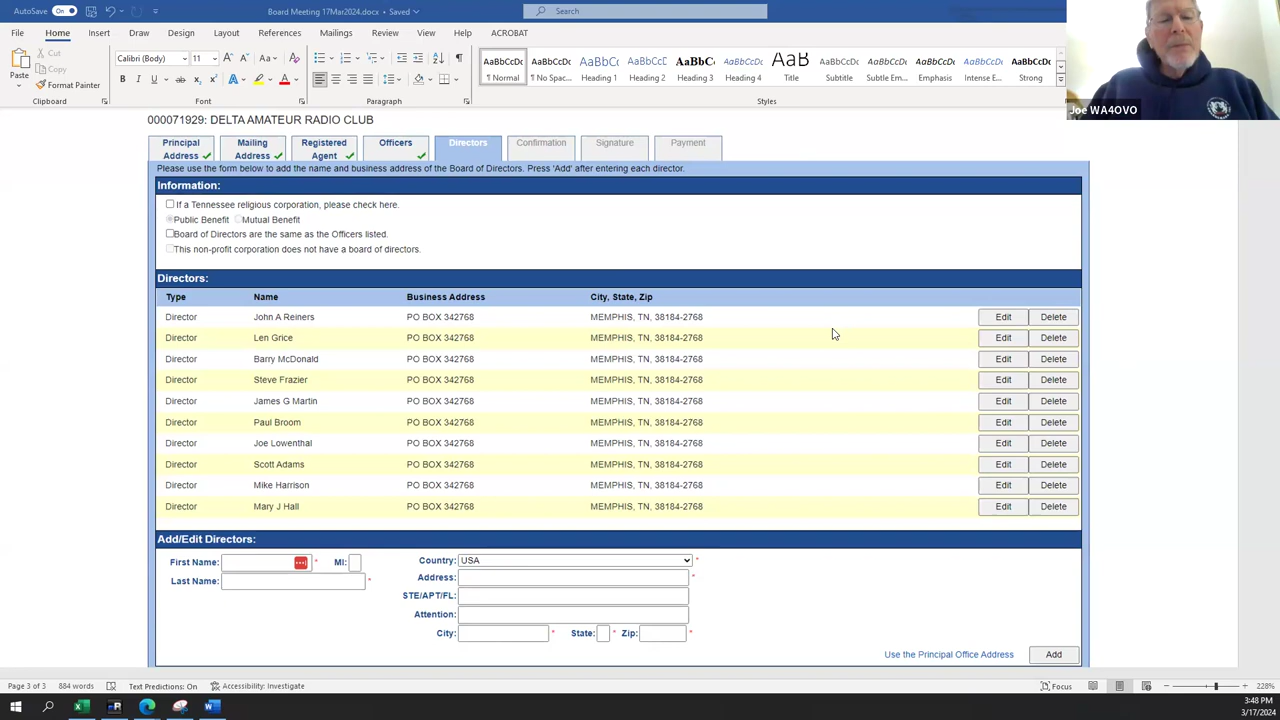 AutoSave On Board Meeting 17Mar2024.docx • Saved Search
File Home Insert Draw Design Layout References Mailings Review View Help ACROBAT
Cut
Copy
Format Painter
Paste
Calibri (Body) 11
AaBbCcDc AaBbCcDc AaBbCc AaBbCcD AaBbCc AaBbCcD AaB AaBbCcD AaBbCcD AaBbCcD AaBbCcD AaBbCcDc
¶ Normal ¶ No Spac... Heading 1 Heading 2 Heading 3 Heading 4 Title Subtitle Subtle Em... Emphasis Intense E... Strong
Clipboard Font Paragraph Styles
Joe WA4OVO
000071929: DELTA AMATEUR RADIO CLUB
Principal Address Mailing Address Registered Agent Officers Directors Confirmation Signature Payment
Please use the form below to add the name and business address of the Board of Directors. Press 'Add' after entering each director.
Information:
If a Tennessee religious corporation, please check here.
Public Benefit Mutual Benefit
Board of Directors are the same as the Officers listed.
This non-profit corporation does not have a board of directors.
Directors:
Type Name Business Address City, State, Zip
Director John A Reiners PO BOX 342768 MEMPHIS, TN, 38184-2768 Edit Delete
Director Len Grice PO BOX 342768 MEMPHIS, TN, 38184-2768 Edit Delete
Director Barry McDonald PO BOX 342768 MEMPHIS, TN, 38184-2768 Edit Delete
Director Steve Frazier PO BOX 342768 MEMPHIS, TN, 38184-2768 Edit Delete
Director James G Martin PO BOX 342768 MEMPHIS, TN, 38184-2768 Edit Delete
Director Paul Broom PO BOX 342768 MEMPHIS, TN, 38184-2768 Edit Delete
Director Joe Lowenthal PO BOX 342768 MEMPHIS, TN, 38184-2768 Edit Delete
Director Scott Adams PO BOX 342768 MEMPHIS, TN, 38184-2768 Edit Delete
Director Mike Harrison PO BOX 342768 MEMPHIS, TN, 38184-2768 Edit Delete
Director Mary J Hall PO BOX 342768 MEMPHIS, TN, 38184-2768 Edit Delete
Add/Edit Directors:
First Name: * MI: Country: USA *
Last Name: * Address: *
STE/APT/FL:
Attention:
City: * State: * Zip: *
Use the Principal Office Address Add
Page 3 of 3 884 words Text Predictions: On Accessibility: Investigate Focus 228%
3:48 PM
3/17/2024